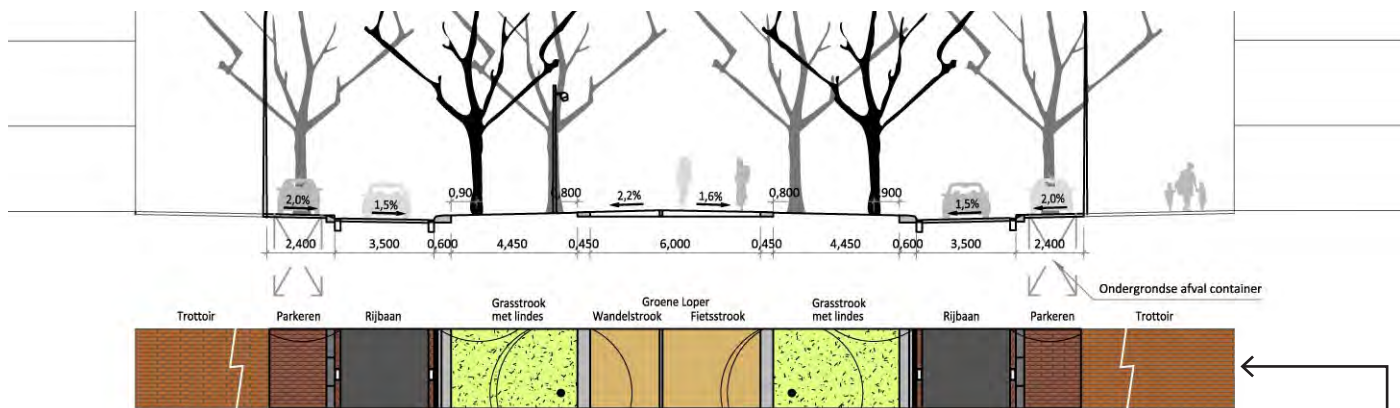 0,900 0,800 0,800 0,900
2,0% 1,5% 2,2% 1,6% 1,5% 2,0%
2,400 3,500 0,600 4,450 0,450 6,000 0,450 4,450 0,600 3,500 2,400
Ondergrondse afval container
Trottoir Parkeren Rijbaan Grasstrook met lindes Groene Loper Wandelstrook Fietsstrook Grasstrook met lindes Rijbaan Parkeren Trottoir